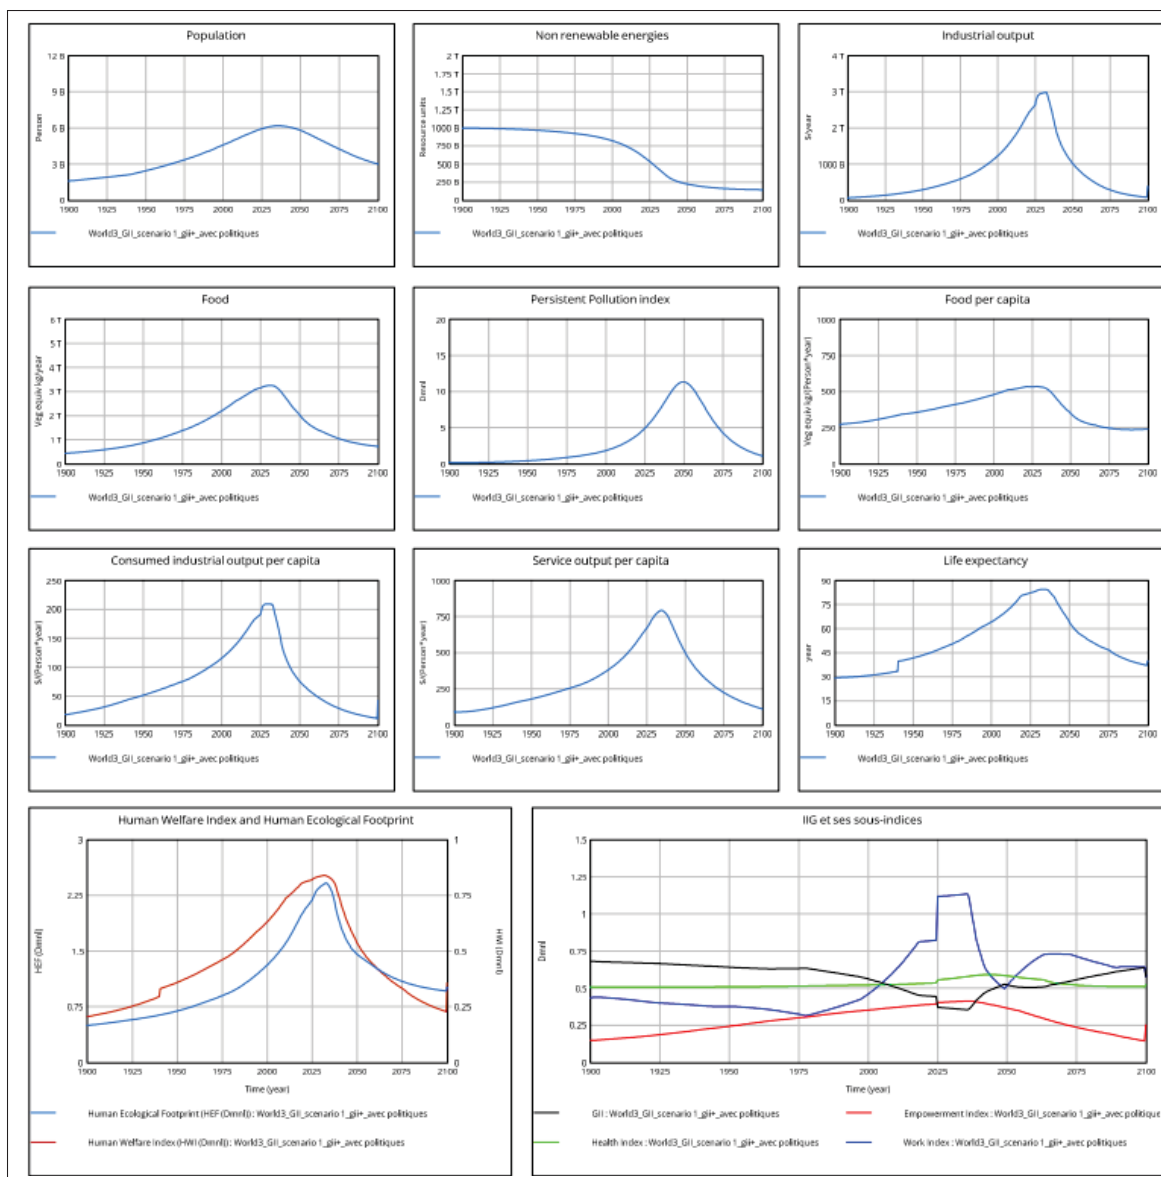 Population
12 B
9 B
6 B
3 B
0
Person
1900 1925 1950 1975 2000 2025 2050 2075 2100
World3_GII_scenario 1_gii+_avec politiques
Non renewable energies
2 T
1.75 T
1.5 T
1.25 T
1000 B
750 B
500 B
250 B
0
Resource units
1900 1925 1950 1975 2000 2025 2050 2075 2100
World3_GII_scenario 1_gii+_avec politiques
Industrial output
4 T
3 T
2 T
1000 B
0
$/year
1900 1925 1950 1975 2000 2025 2050 2075 2100
World3_GII_scenario 1_gii+_avec politiques
Food
6 T
5 T
4 T
3 T
2 T
1 T
0
Veg equiv kg/year
1900 1925 1950 1975 2000 2025 2050 2075 2100
World3_GII_scenario 1_gii+_avec politiques
Persistent Pollution index
20
15
10
5
0
Dmnl
1900 1925 1950 1975 2000 2025 2050 2075 2100
World3_GII_scenario 1_gii+_avec politiques
Food per capita
1000
750
500
250
1
Veg equiv kg/(Person*year)
1900 1925 1950 1975 2000 2025 2050 2075 2100
World3_GII_scenario 1_gii+_avec politiques
Consumed industrial output per capita
250
200
150
100
50
0
$/(Person*year)
1900 1925 1950 1975 2000 2025 2050 2075 2100
World3_GII_scenario 1_gii+_avec politiques
Service output per capita
1000
750
500
250
0
$/(Person*year)
1900 1925 1950 1975 2000 2025 2050 2075 2100
World3_GII_scenario 1_gii+_avec politiques
Life expectancy
90
75
60
45
30
15
0
year
1900 1925 1950 1975 2000 2025 2050 2075 2100
World3_GII_scenario 1_gii+_avec politiques
Human Welfare Index and Human Ecological Footprint
3
2.25
1.5
0.75
0
HEF (Dmnl)
1
0.75
0.5
0.25
0
HWI (Dmnl)
1900 1925 1950 1975 2000 2025 2050 2075 2100
Time (year)
Human Ecological Footprint (HEF (Dmnl)) : World3_GII_scenario 1_gii+_avec politiques
Human Welfare Index (HWI (Dmnl)) : World3_GII_scenario 1_gii+_avec politiques
IIG et ses sous-indices
1.5
1.25
1
0.75
0.5
0.25
0
Dmnl
1900 1925 1950 1975 2000 2025 2050 2075 2100
Time (year)
GII : World3_GII_scenario 1_gii+_avec politiques
Empowerment Index : World3_GII_scenario 1_gii+_avec politique
Health Index : World3_GII_scenario 1_gii+_avec politiques
Work Index : World3_GII_scenario 1_gii+_avec politiques